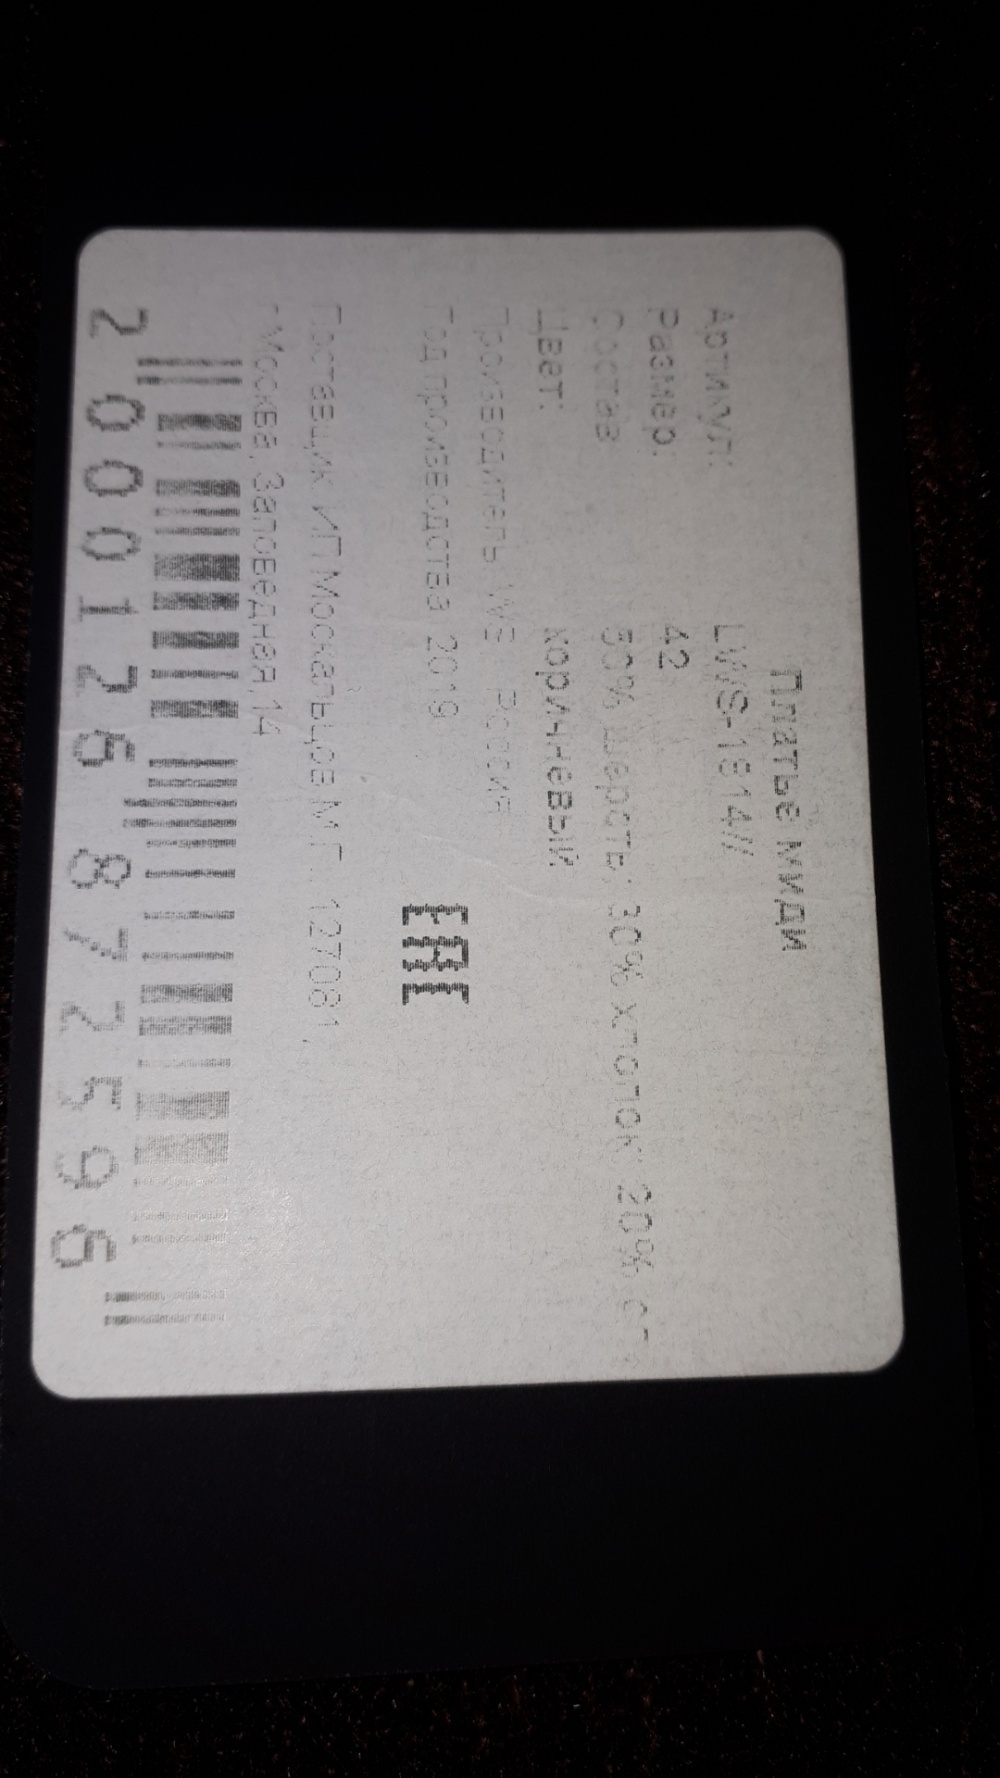 Платье миди
Артикул: LWS-1814//
Размер: 42
Состав 50% шерсть; 30% хлопок; 20%
Цвет: коричневый
Производитель: Россия
Год производства 2019
EAC
Поставщик ИП Москальцов М.Г. 127081,
г.Москва, Заповедная,14
2000126872596